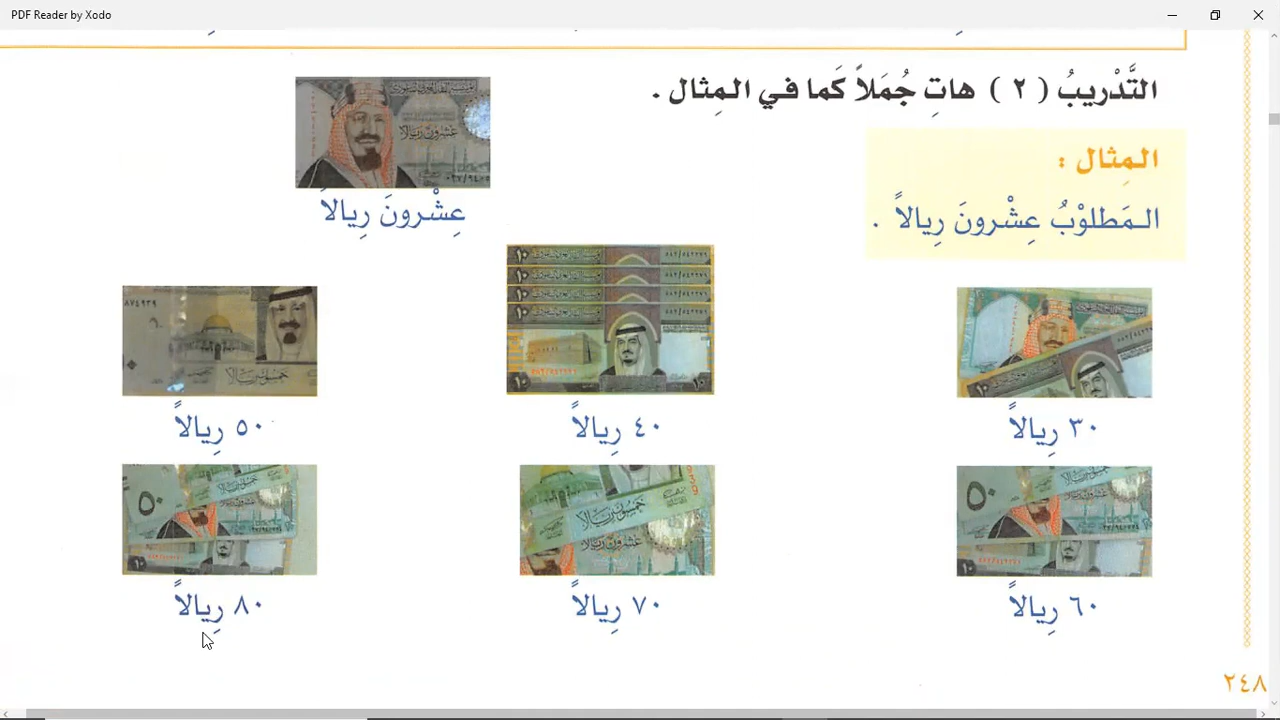 PDF Reader by Xodo
التَّدْريبُ ( ٢ ) هاتِ جُمَلاً كَما في المِثال .
المِثال :
المَطلوْبُ عِشْرونَ رِيالاً .
عِشْرونَ رِيالاً
٣٠ رِيالاً
٤٠ رِيالاً
٥٠ رِيالاً
٦٠ رِيالاً
٧٠ رِيالاً
٨٠ رِيالاً
٢٤٨